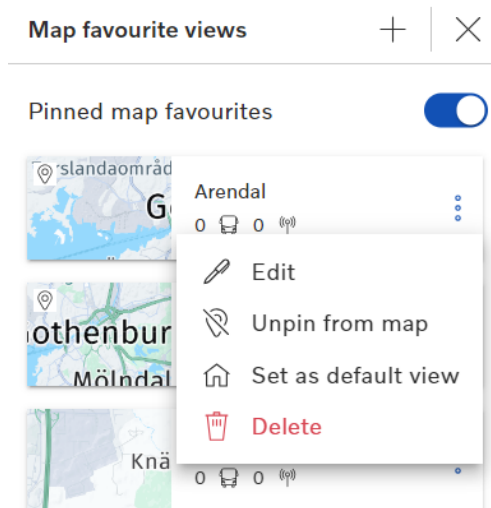 Map favourite views
Pinned map favourites
rslandaområd
G
Arendal
0 0
Edit
othenbur
Mölndal
Unpin from map
Set as default view
Delete
Knä
0 0